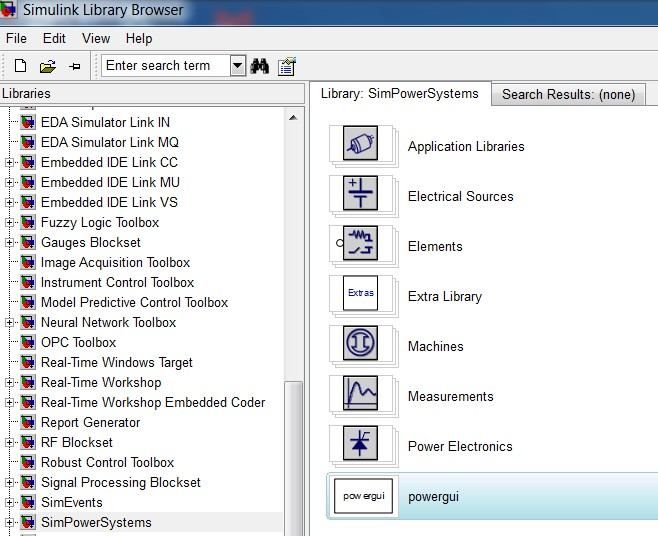 Simulink Library Browser
File Edit View Help
Enter search term
Libraries
Library: SimPowerSystems Search Results: (none)
EDA Simulator Link IN
EDA Simulator Link MQ
Embedded IDE Link CC
Embedded IDE Link MU
Embedded IDE Link VS
Fuzzy Logic Toolbox
Gauges Blockset
Image Acquisition Toolbox
Instrument Control Toolbox
Model Predictive Control Toolbox
Neural Network Toolbox
OPC Toolbox
Real-Time Windows Target
Real-Time Workshop
Real-Time Workshop Embedded Coder
Report Generator
RF Blockset
Robust Control Toolbox
Signal Processing Blockset
SimEvents
SimPowerSystems
Application Libraries
Electrical Sources
Elements
Extras Extra Library
Machines
Measurements
Power Electronics
powergui powergui